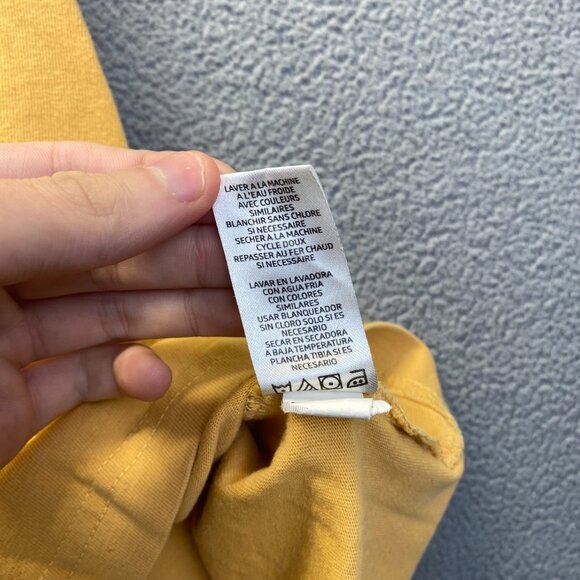 LAVER A LA MACHINE
A L'EAU FROIDE
AVEC COULEURS
SIMILAIRES
BLANCHIR SANS CHLORE
SI NECESSAIRE
SECHER A LA MACHINE
CYCLE DOUX
REPASSER AU FER CHAUD
SI NECESSAIRE
LAVAR EN LAVADORA
CON AGUA FRIA
CON COLORES
SIMILARES
USAR BLANQUEADOR
SIN CLORO SOLO SI ES
NECESARIO
SECAR EN SECADORA
A BAJA TEMPERATURA
PLANCHA TIBIA SI ES
NECESARIO